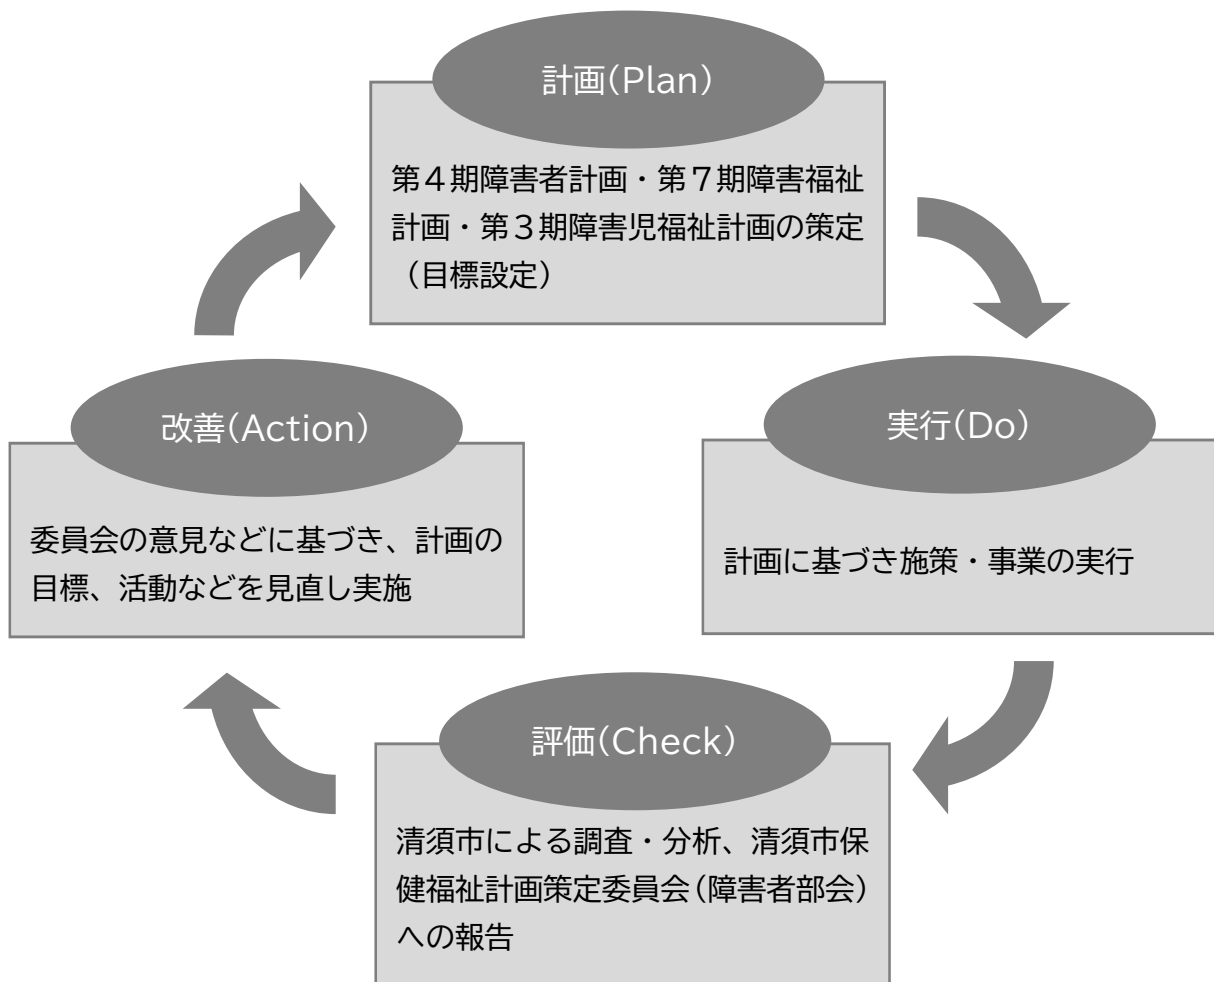 計画(Plan)
第４期障害者計画・第７期障害福祉
計画・第３期障害児福祉計画の策定
（目標設定）
改善(Action)
委員会の意見などに基づき、計画の
目標、活動などを見直し実施
実行(Do)
計画に基づき施策・事業の実行
評価(Check)
清須市による調査・分析、清須市保
健福祉計画策定委員会（障害者部会）
への報告